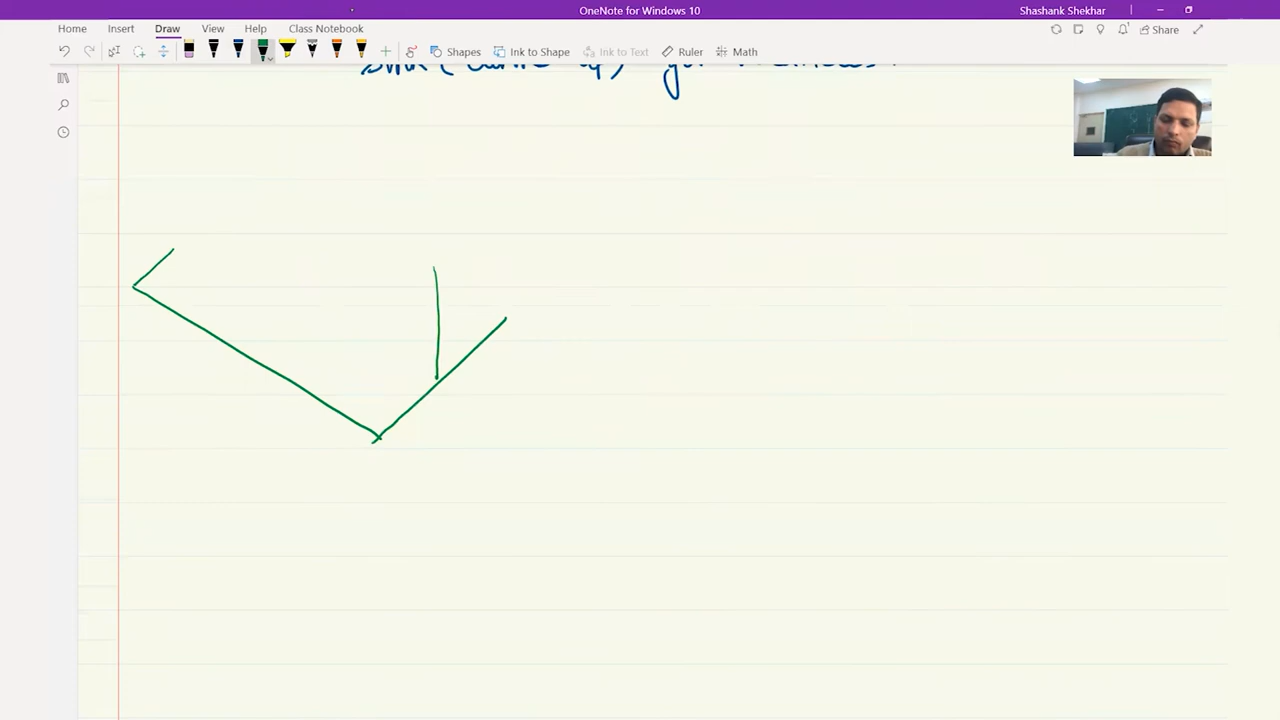 OneNote for Windows 10
Shashank Shekhar
Home Insert Draw View Help Class Notebook
Share
Shapes Ink to Shape Ink to Text Ruler Math